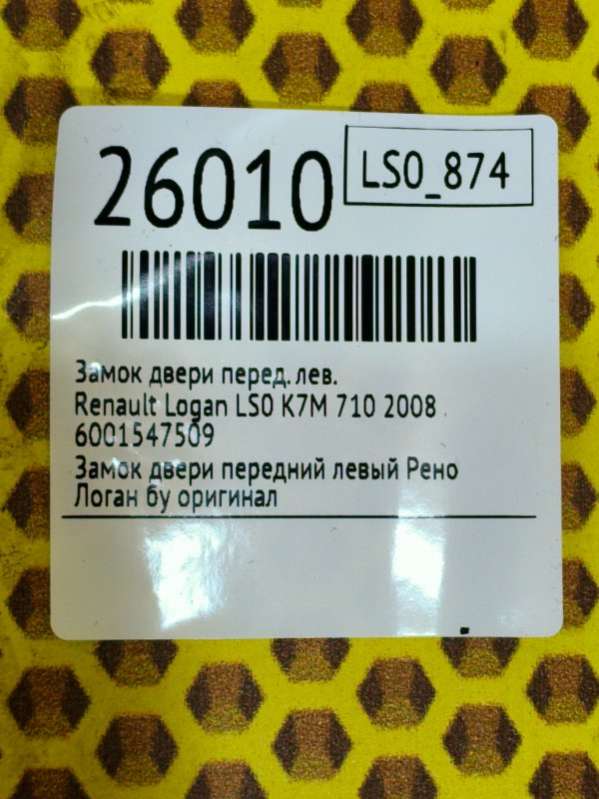 26010
LS0_874
Замок двери перед. лев.
Renault Logan LS0 K7M 710 2008
6001547509
Замок двери передний левый Рено
Логан бу оригинал